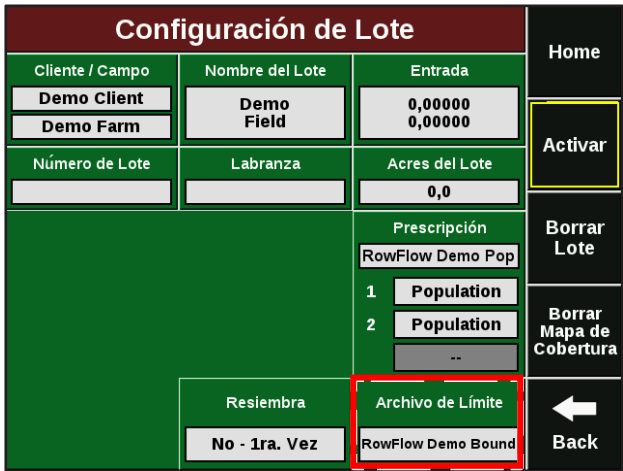 Configuración de Lote
Home
Cliente / Campo
Demo Client
Demo Farm
Nombre del Lote
Demo
Field
Entrada
0,00000
0,00000
Activar
Número de Lote
Labranza
Acres del Lote
0,0
Prescripción
RowFlow Demo Pop
1 Population
2 Population
--
Borrar
Lote
Borrar
Mapa de
Cobertura
Resiembra
No - 1ra. Vez
Archivo de Límite
RowFlow Demo Bound
Back